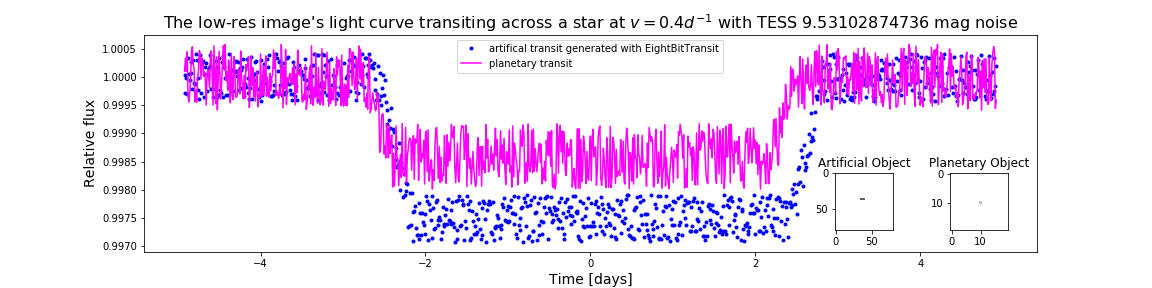 The low-res image's light curve transiting across a star at v = 0.4d⁻¹ with TESS 9.53102874736 mag noise
artifical transit generated with EightBitTransit
planetary transit
Relative flux
1.0005
1.0000
0.9995
0.9990
0.9985
0.9980
0.9975
0.9970
Artificial Object
0
50
0 50
Planetary Object
0
10
0 10
−4 −2 0 2 4
Time [days]